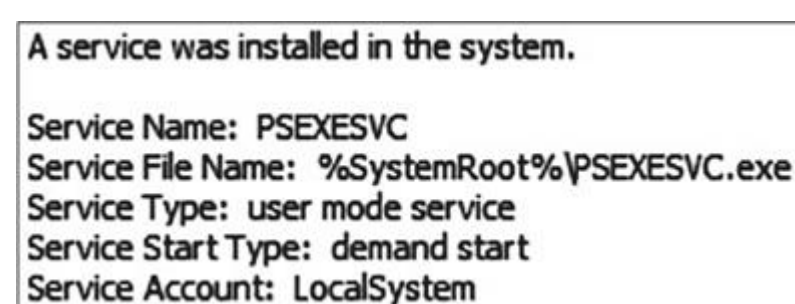 A service was installed in the system.
Service Name: PSEXESVC
Service File Name: %SystemRoot%\PSEXESVC.exe
Service Type: user mode service
Service Start Type: demand start
Service Account: LocalSystem